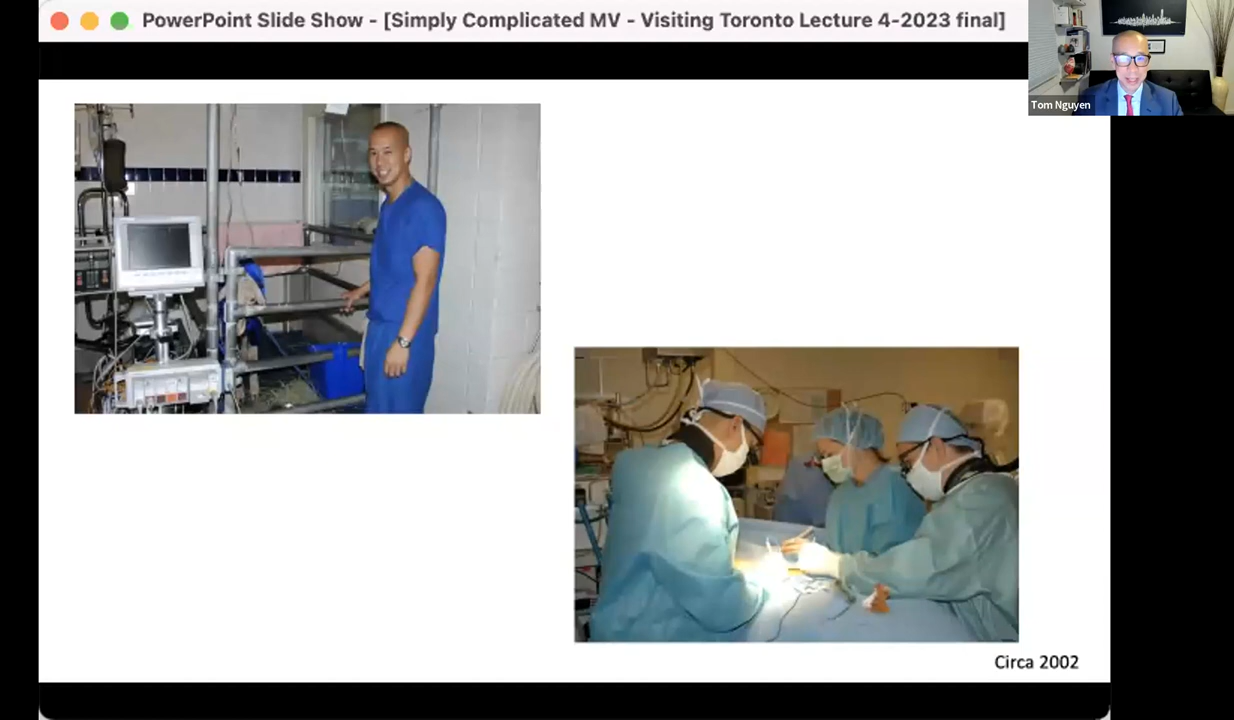 PowerPoint Slide Show - [Simply Complicated MV - Visiting Toronto Lecture 4-2023 final]
Tom Nguyen
Circa 2002